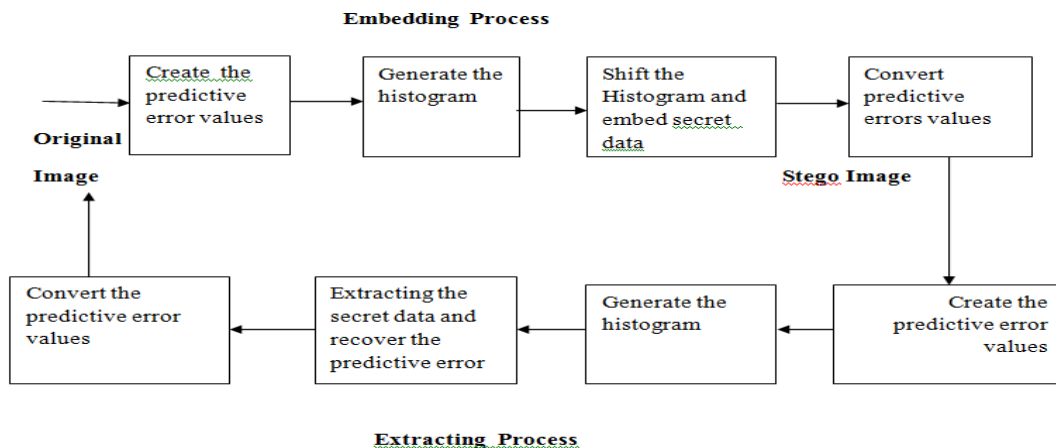 Embedding Process
Create the
predictive
error values
Generate the
histogram
Shift the
Histogram and
embed secret
data
Convert
predictive
errors values
Original
Image
Stego Image
Create the
predictive error
values
Generate the
histogram
Extracting the
secret data and
recover the
predictive error
Convert the
predictive error
values
Extracting Process